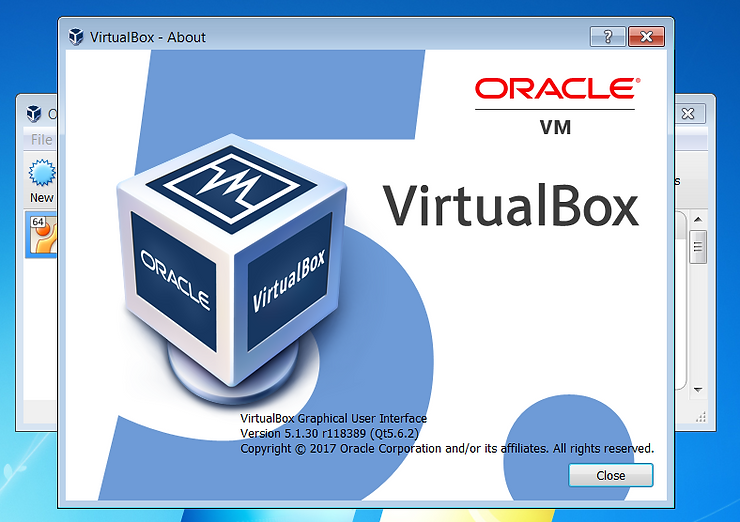 VirtualBox - About
?
ORACLE®
VM
VirtualBox
ORACLE
VirtualBox
VirtualBox Graphical User Interface
Version 5.1.30 r118389 (Qt5.6.2)
Copyright © 2017 Oracle Corporation and/or its affiliates. All rights reserved.
Close
O
File
New
64
s
5.